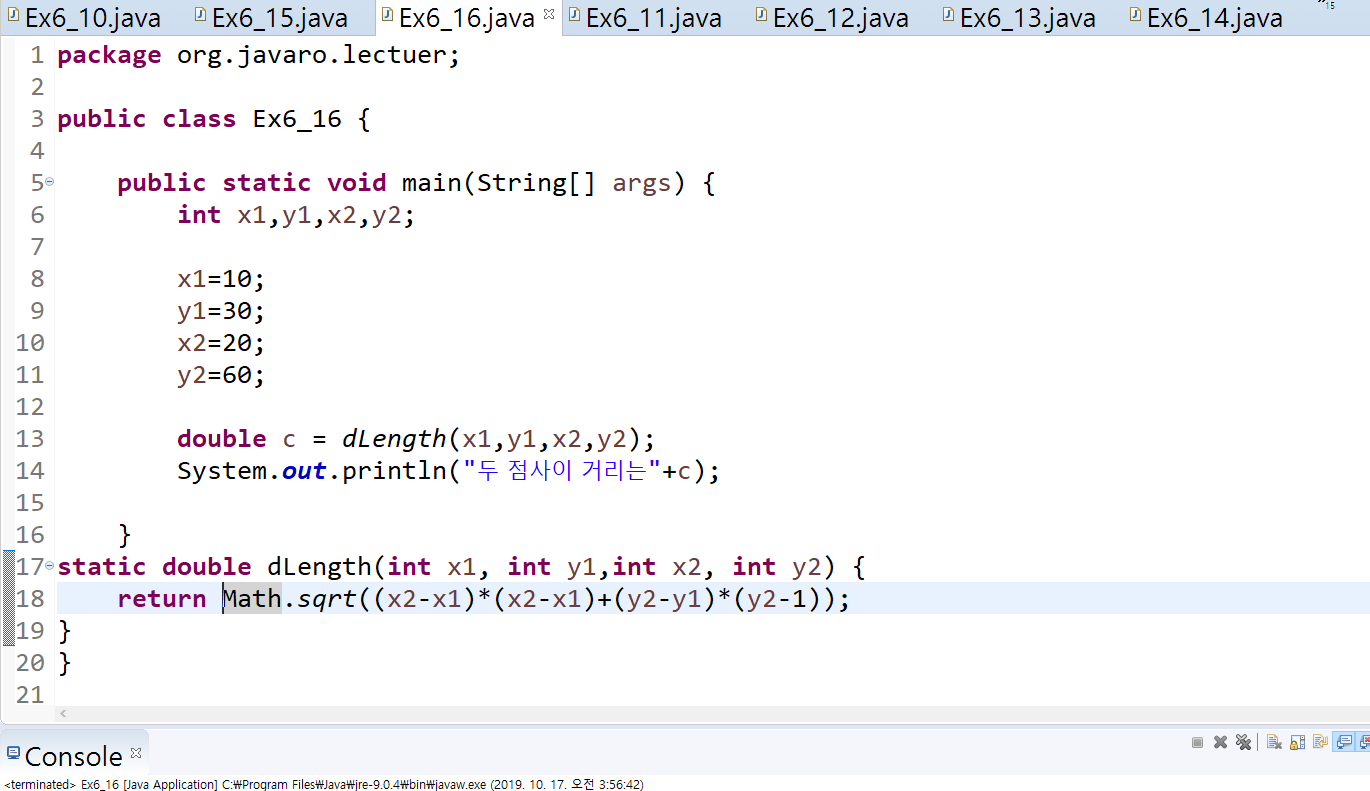 Ex6_10.java Ex6_15.java Ex6_16.java Ex6_11.java Ex6_12.java Ex6_13.java Ex6_14.java 15
1 package org.javaro.lectuer;
2
3 public class Ex6_16 {
4
5 public static void main(String[] args) {
6 int x1,y1,x2,y2;
7
8 x1=10;
9 y1=30;
10 x2=20;
11 y2=60;
12
13 double c = dLength(x1,y1,x2,y2);
14 System.out.println("두 점사이 거리는"+c);
15
16 }
17 static double dLength(int x1, int y1,int x2, int y2) {
18 return Math.sqrt((x2-x1)*(x2-x1)+(y2-y1)*(y2-1));
19 }
20 }
21
Console
<terminated> Ex6_16 [Java Application] C:₩Program Files₩Java₩jre-9.0.4₩bin₩javaw.exe (2019. 10. 17. 오전 3:56:42)